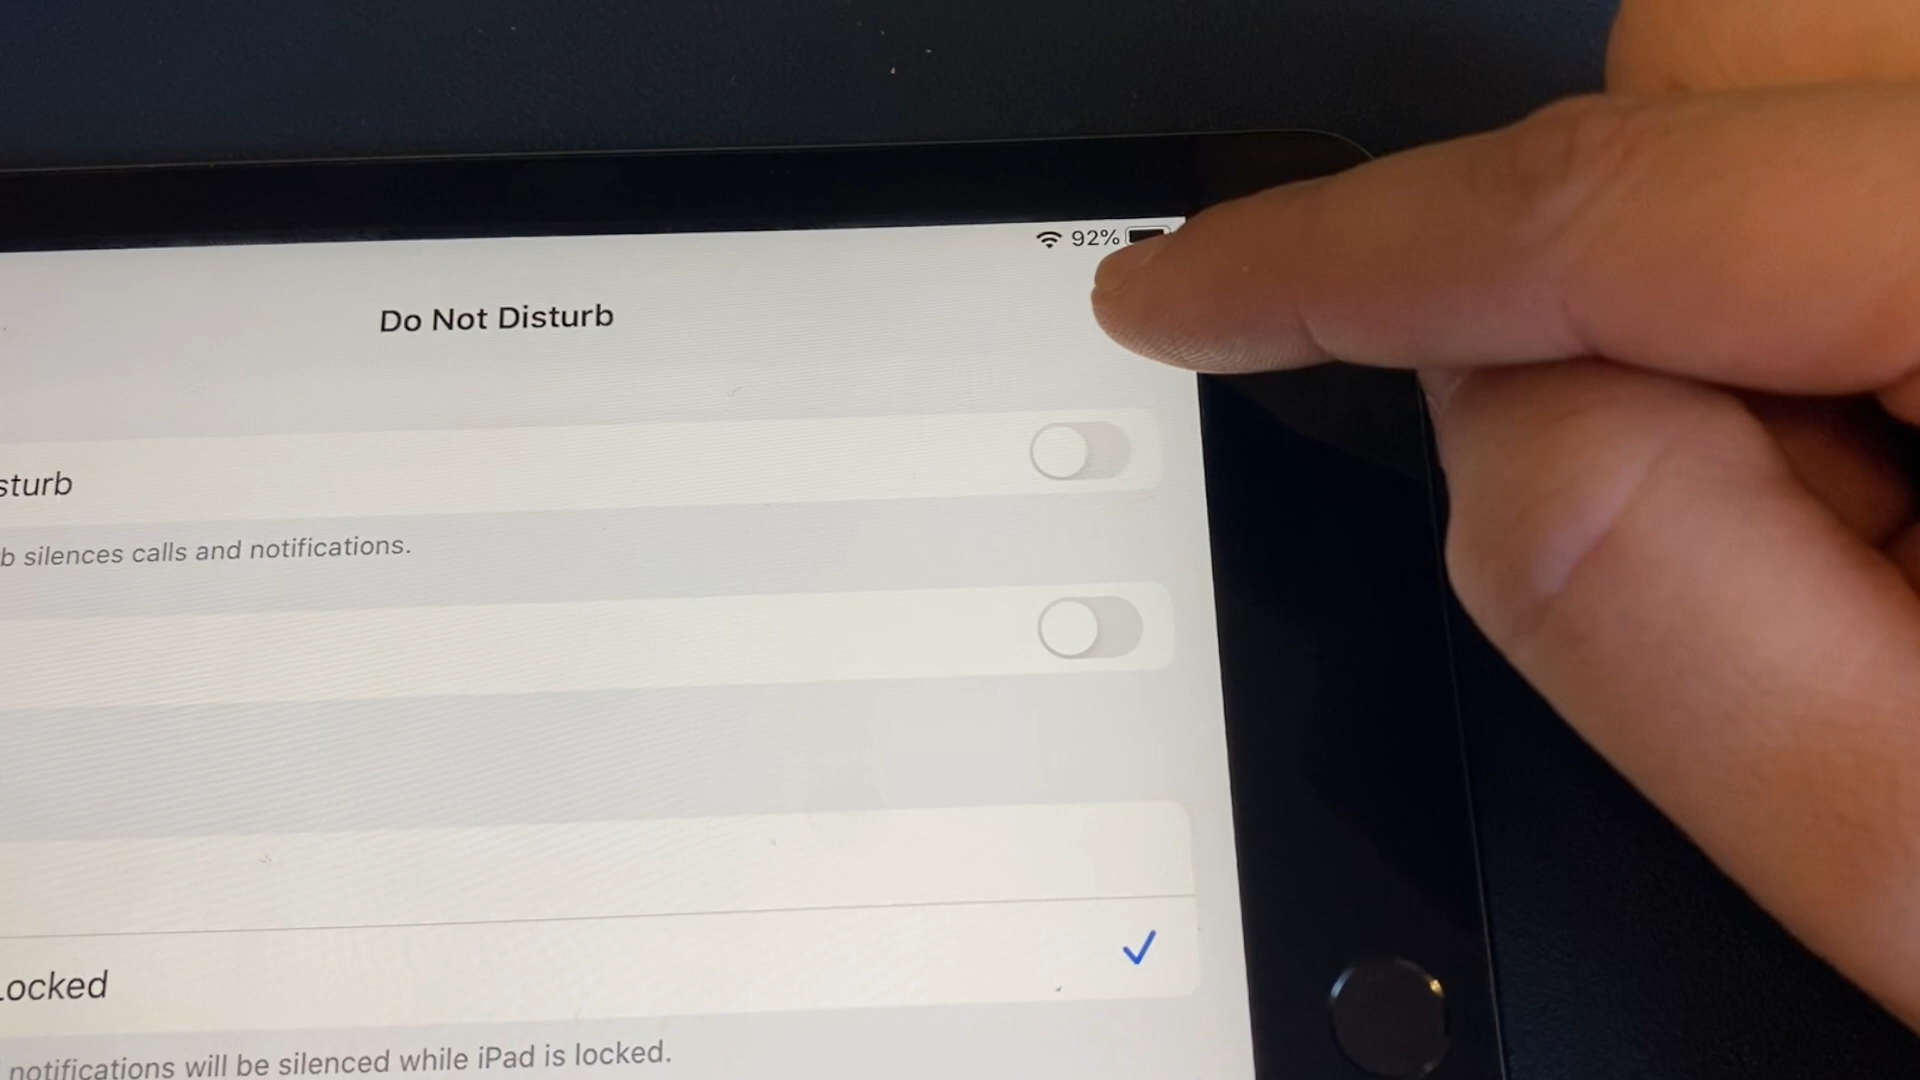 92%
Do Not Disturb
sturb
b silences calls and notifications.
Locked
notifications will be silenced while iPad is locked.